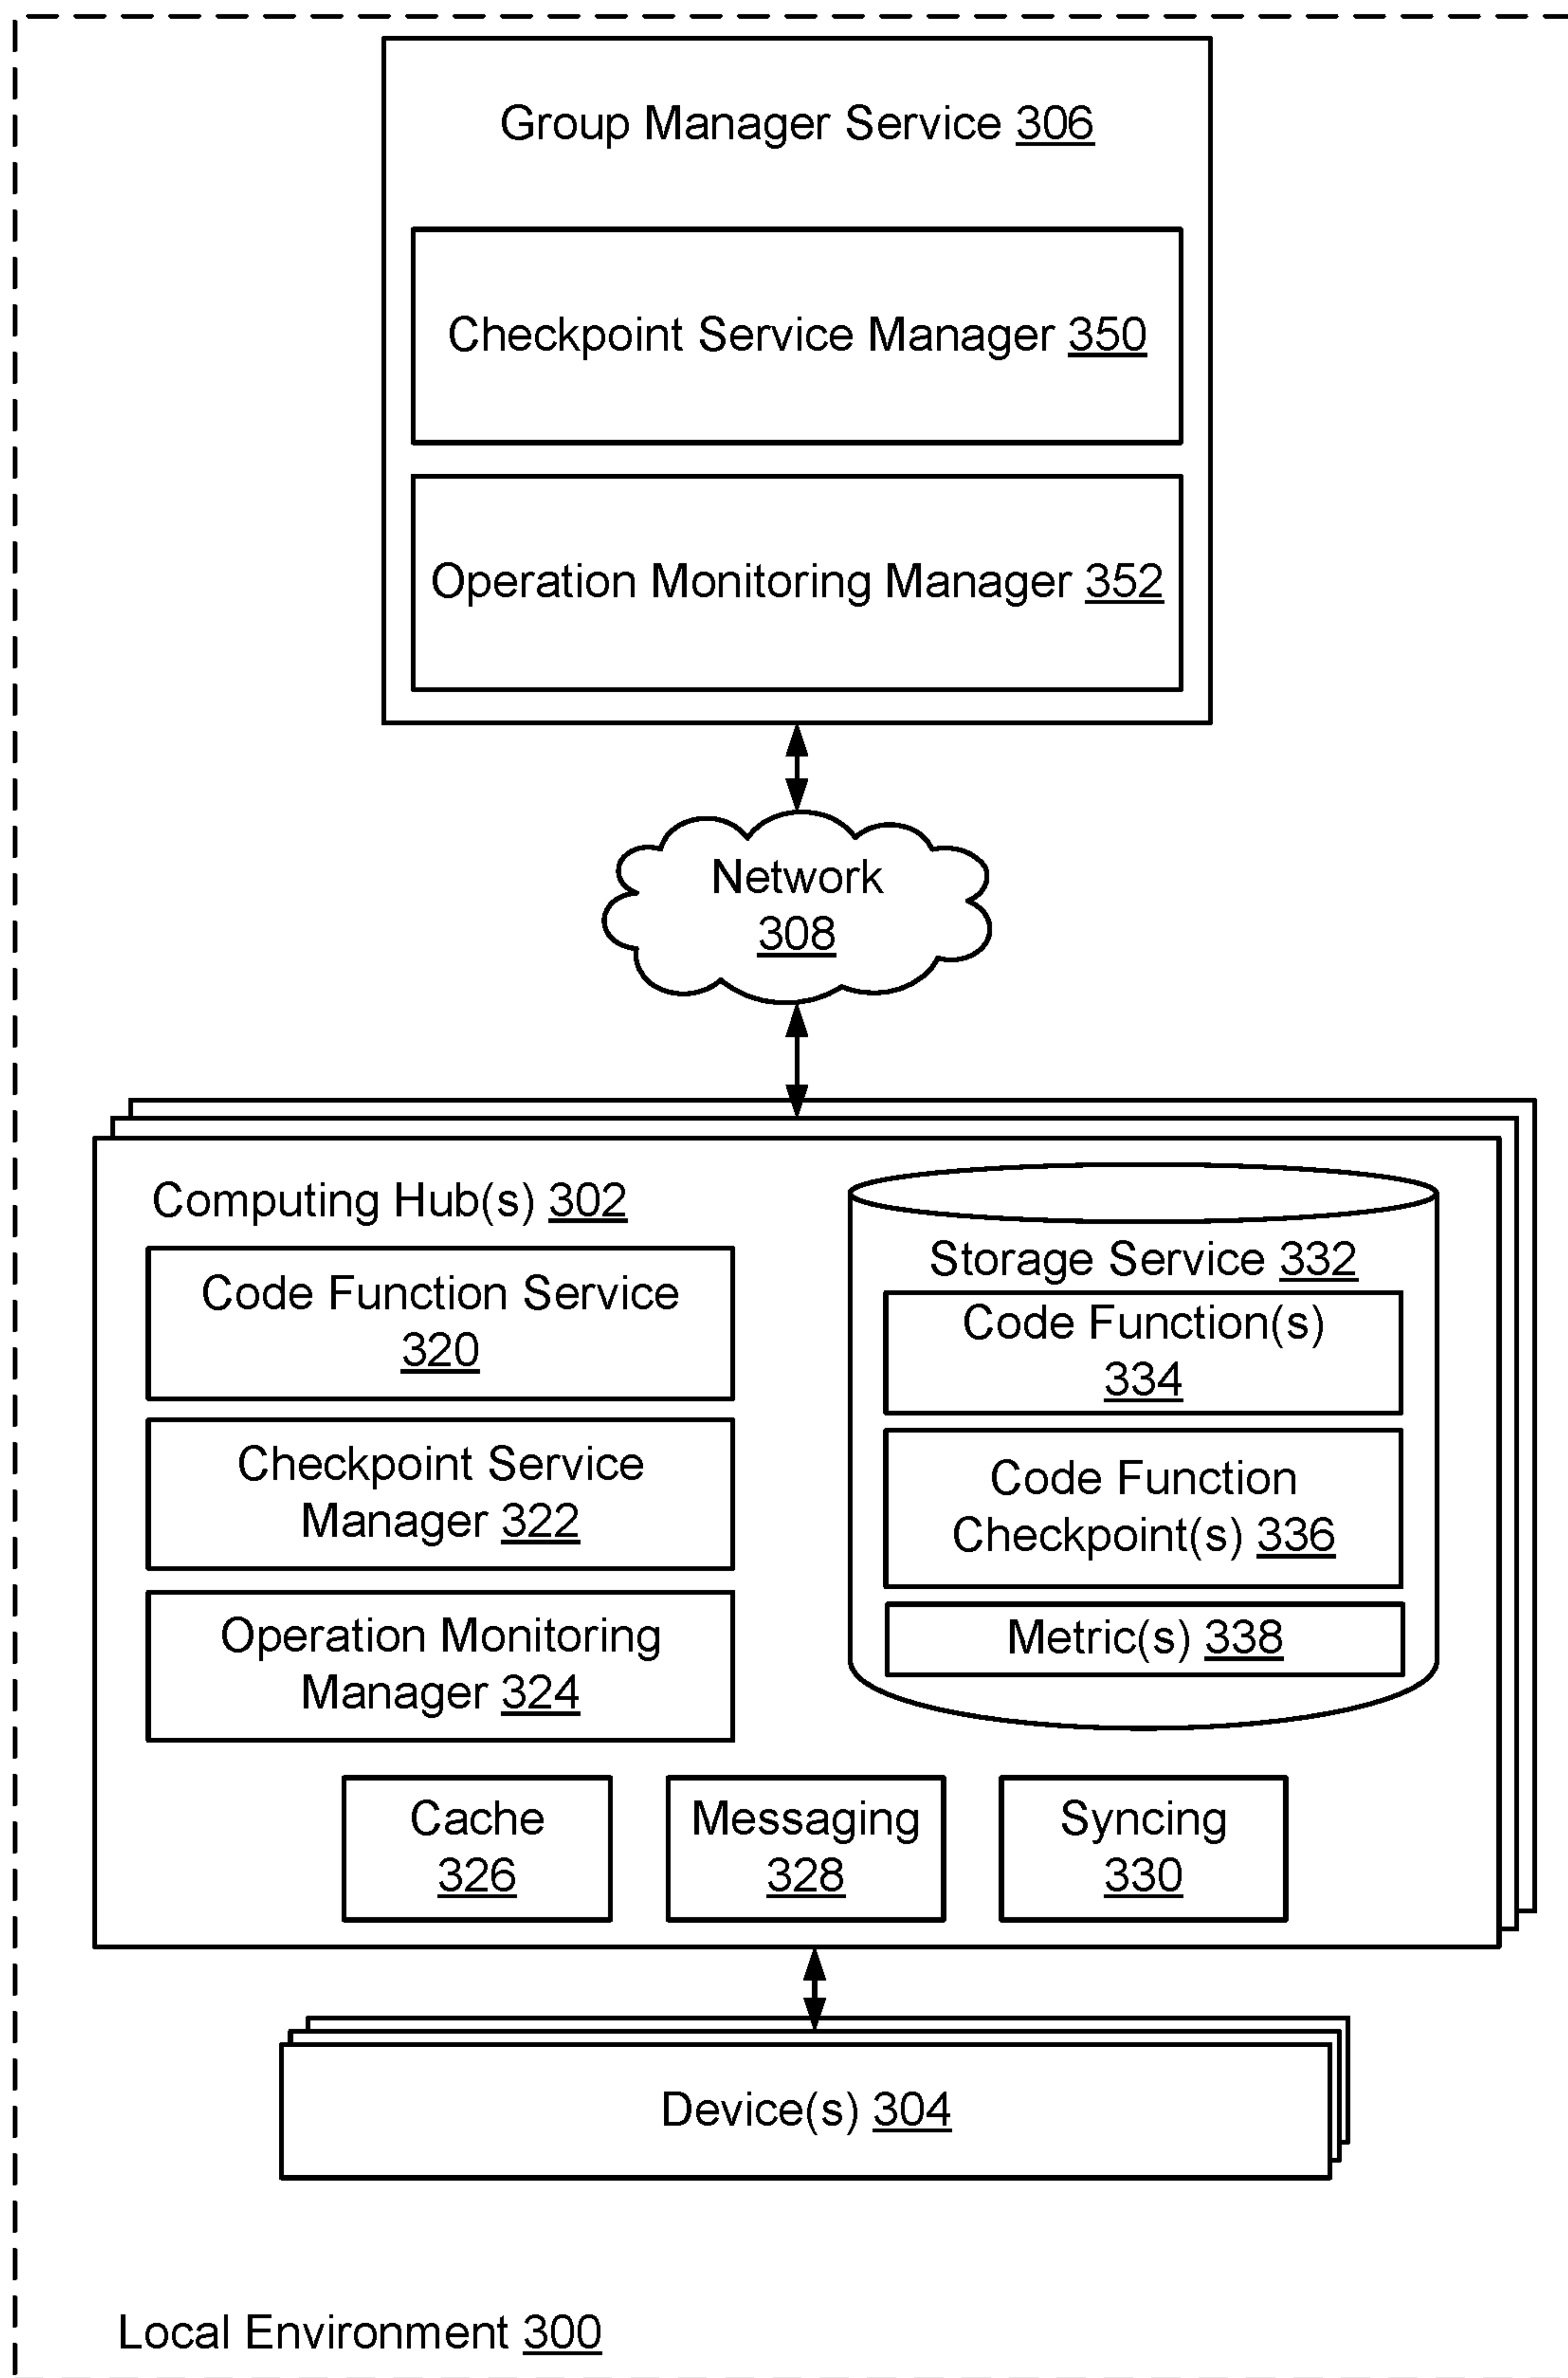 Group Manager Service 306
Checkpoint Service Manager 350
Operation Monitoring Manager 352
Network
308
Computing Hub(s) 302
Code Function Service
320
Checkpoint Service
Manager 322
Operation Monitoring
Manager 324
Storage Service 332
Code Function(s)
334
Code Function
Checkpoint(s) 336
Metric(s) 338
Cache
326
Messaging
328
Syncing
330
Device(s) 304
Local Environment 300